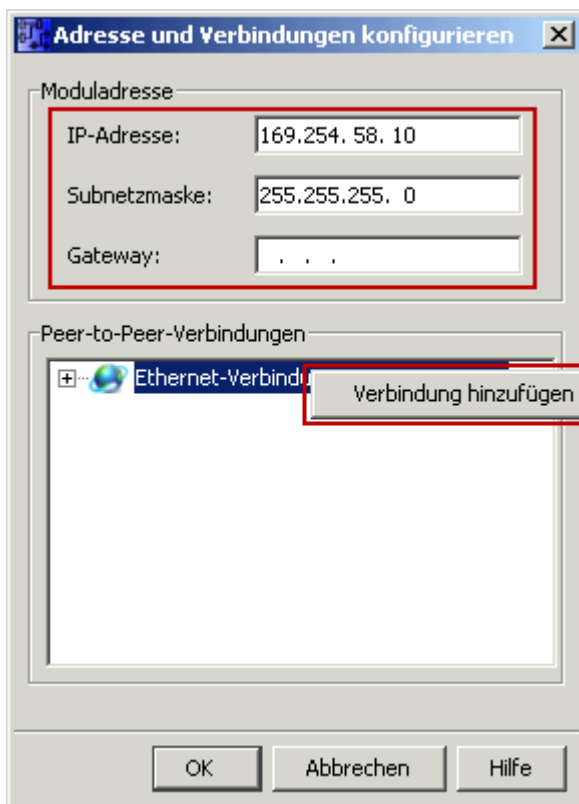 Adresse und Verbindungen konfigurieren
Moduladresse
IP-Adresse: 169.254. 58. 10
Subnetzmaske: 255.255.255. 0
Gateway: . . .
Peer-to-Peer-Verbindungen
Verbindung hinzufügen
OK Abbrechen Hilfe